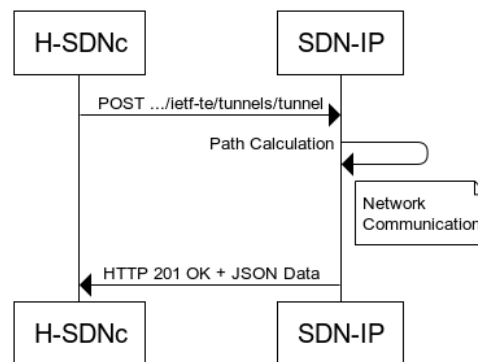 H-SDNc
SDN-IP
POST .../ietf-te/tunnels/tunnel
Path Calculation
Network
Communication
HTTP 201 OK + JSON Data
H-SDNc
SDN-IP